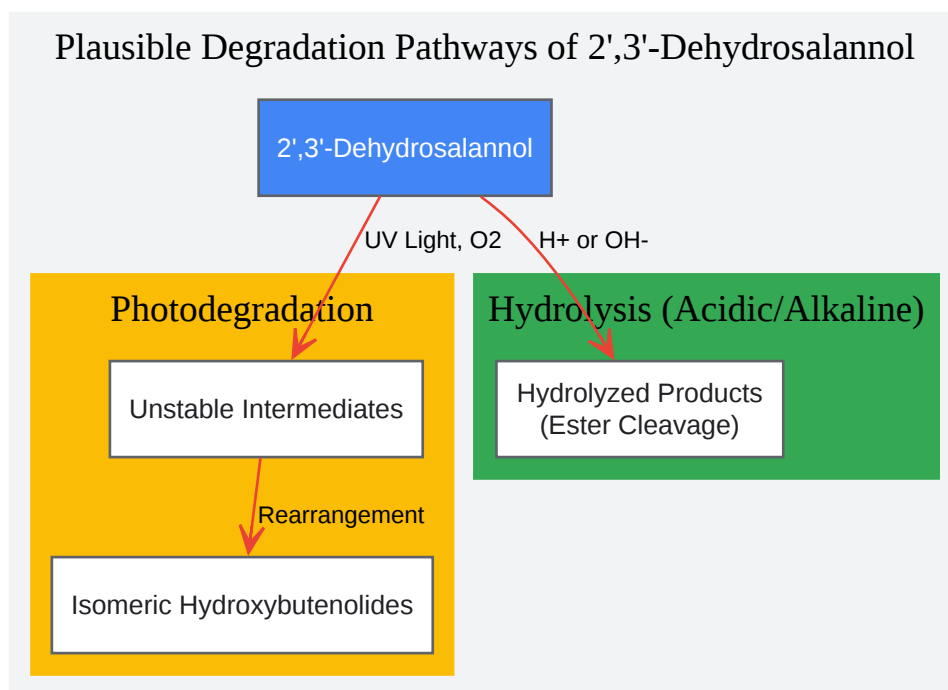 Plausible Degradation Pathways of 2',3'-Dehydrosalannol
2',3'-Dehydrosalannol
UV Light, O2
H+ or OH-
Photodegradation
Hydrolysis (Acidic/Alkaline)
Unstable Intermediates
Hydrolyzed Products
(Ester Cleavage)
Rearrangement
Isomeric Hydroxybutenolides